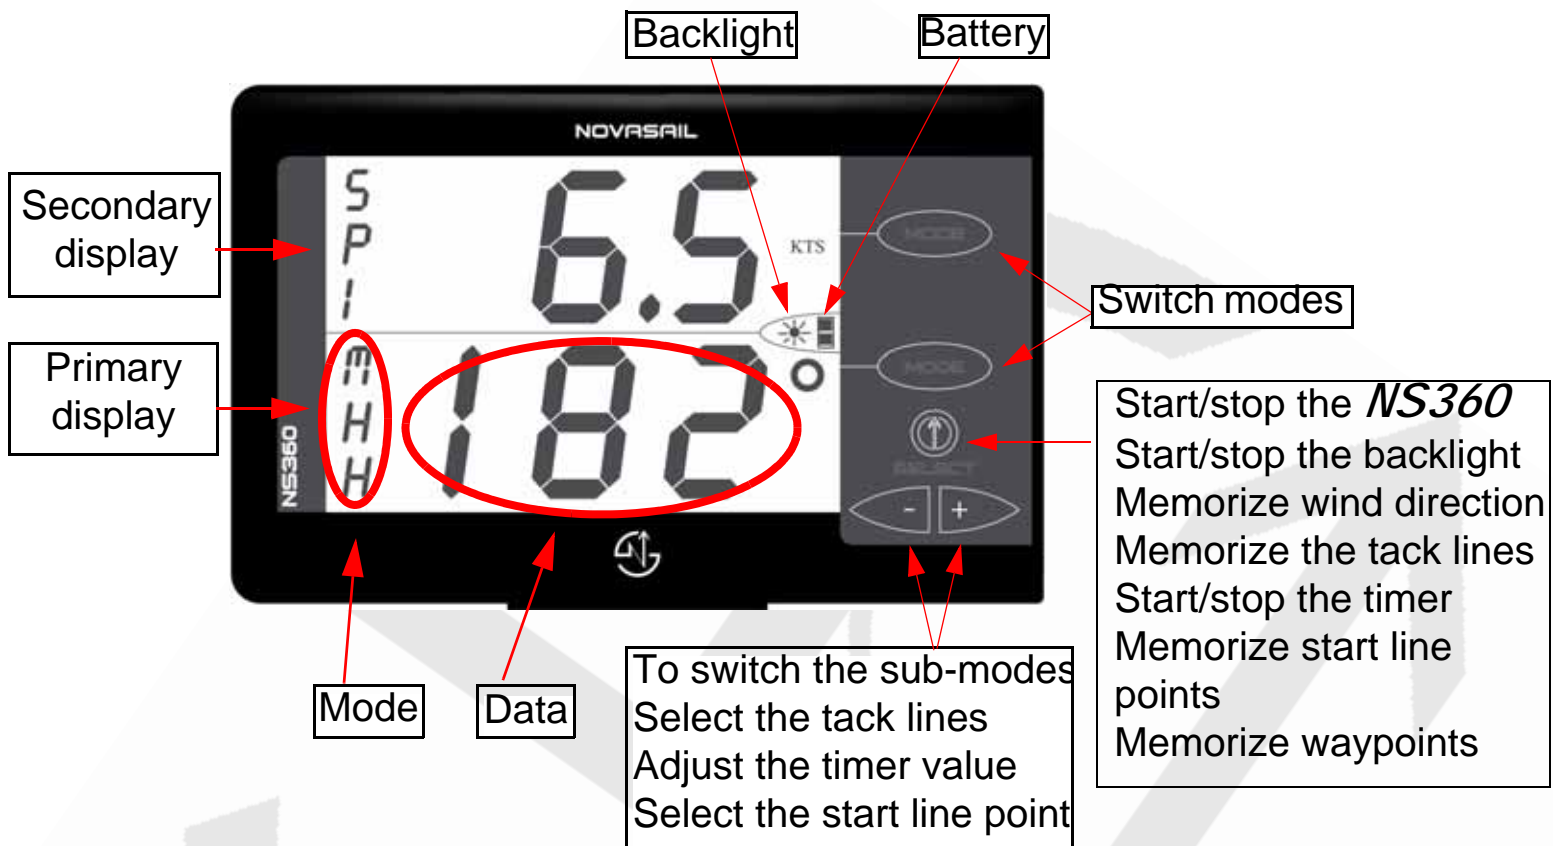 Backlight
Battery
NOVASAIL
Secondary
display
S
P
I
6.5
KTS
MODE
Switch modes
Primary
display
M
H
H
182
MODE
NS360
SELECT
- +
Start/stop the NS360
Start/stop the backlight
Memorize wind direction
Memorize the tack lines
Start/stop the timer
Memorize start line
points
Memorize waypoints
Mode
Data
To switch the sub-modes
Select the tack lines
Adjust the timer value
Select the start line point